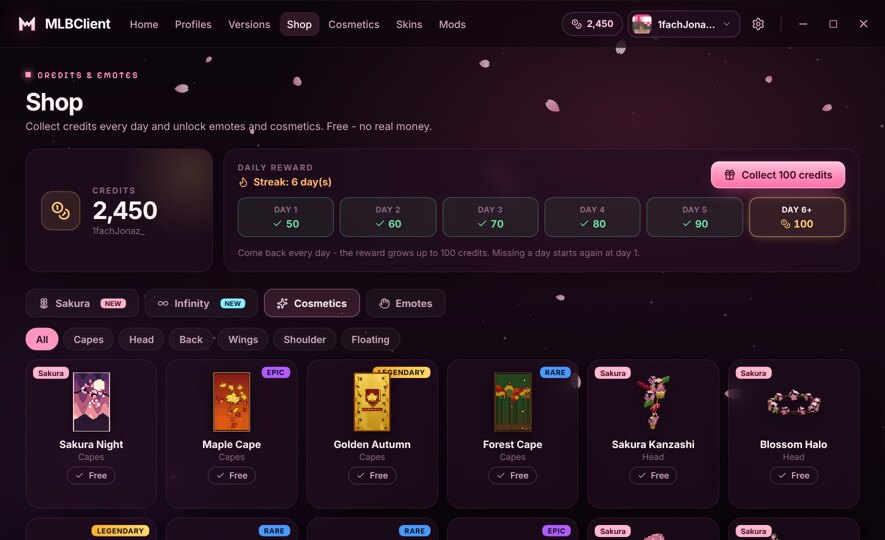 MLBClient Home Profiles Versions Shop Cosmetics Skins Mods 2,450 1fachJona...
CREDITS & EMOTES
Shop
Collect credits every day and unlock emotes and cosmetics. Free - no real money.
CREDITS
2,450
1fachJonaz_
DAILY REWARD
Streak: 6 day(s)
Collect 100 credits
DAY 1 DAY 2 DAY 3 DAY 4 DAY 5 DAY 6+
50 60 70 80 90 100
Come back every day - the reward grows up to 100 credits. Missing a day starts again at day 1.
Sakura NEW Infinity NEW Cosmetics Emotes
All Capes Head Back Wings Shoulder Floating
Sakura EPIC LEGENDARY RARE Sakura Sakura
Sakura Night Maple Cape Golden Autumn Forest Cape Sakura Kanzashi Blossom Halo
Capes Capes Capes Capes Head Head
Free Free Free Free Free Free
LEGENDARY RARE RARE EPIC Sakura Sakura